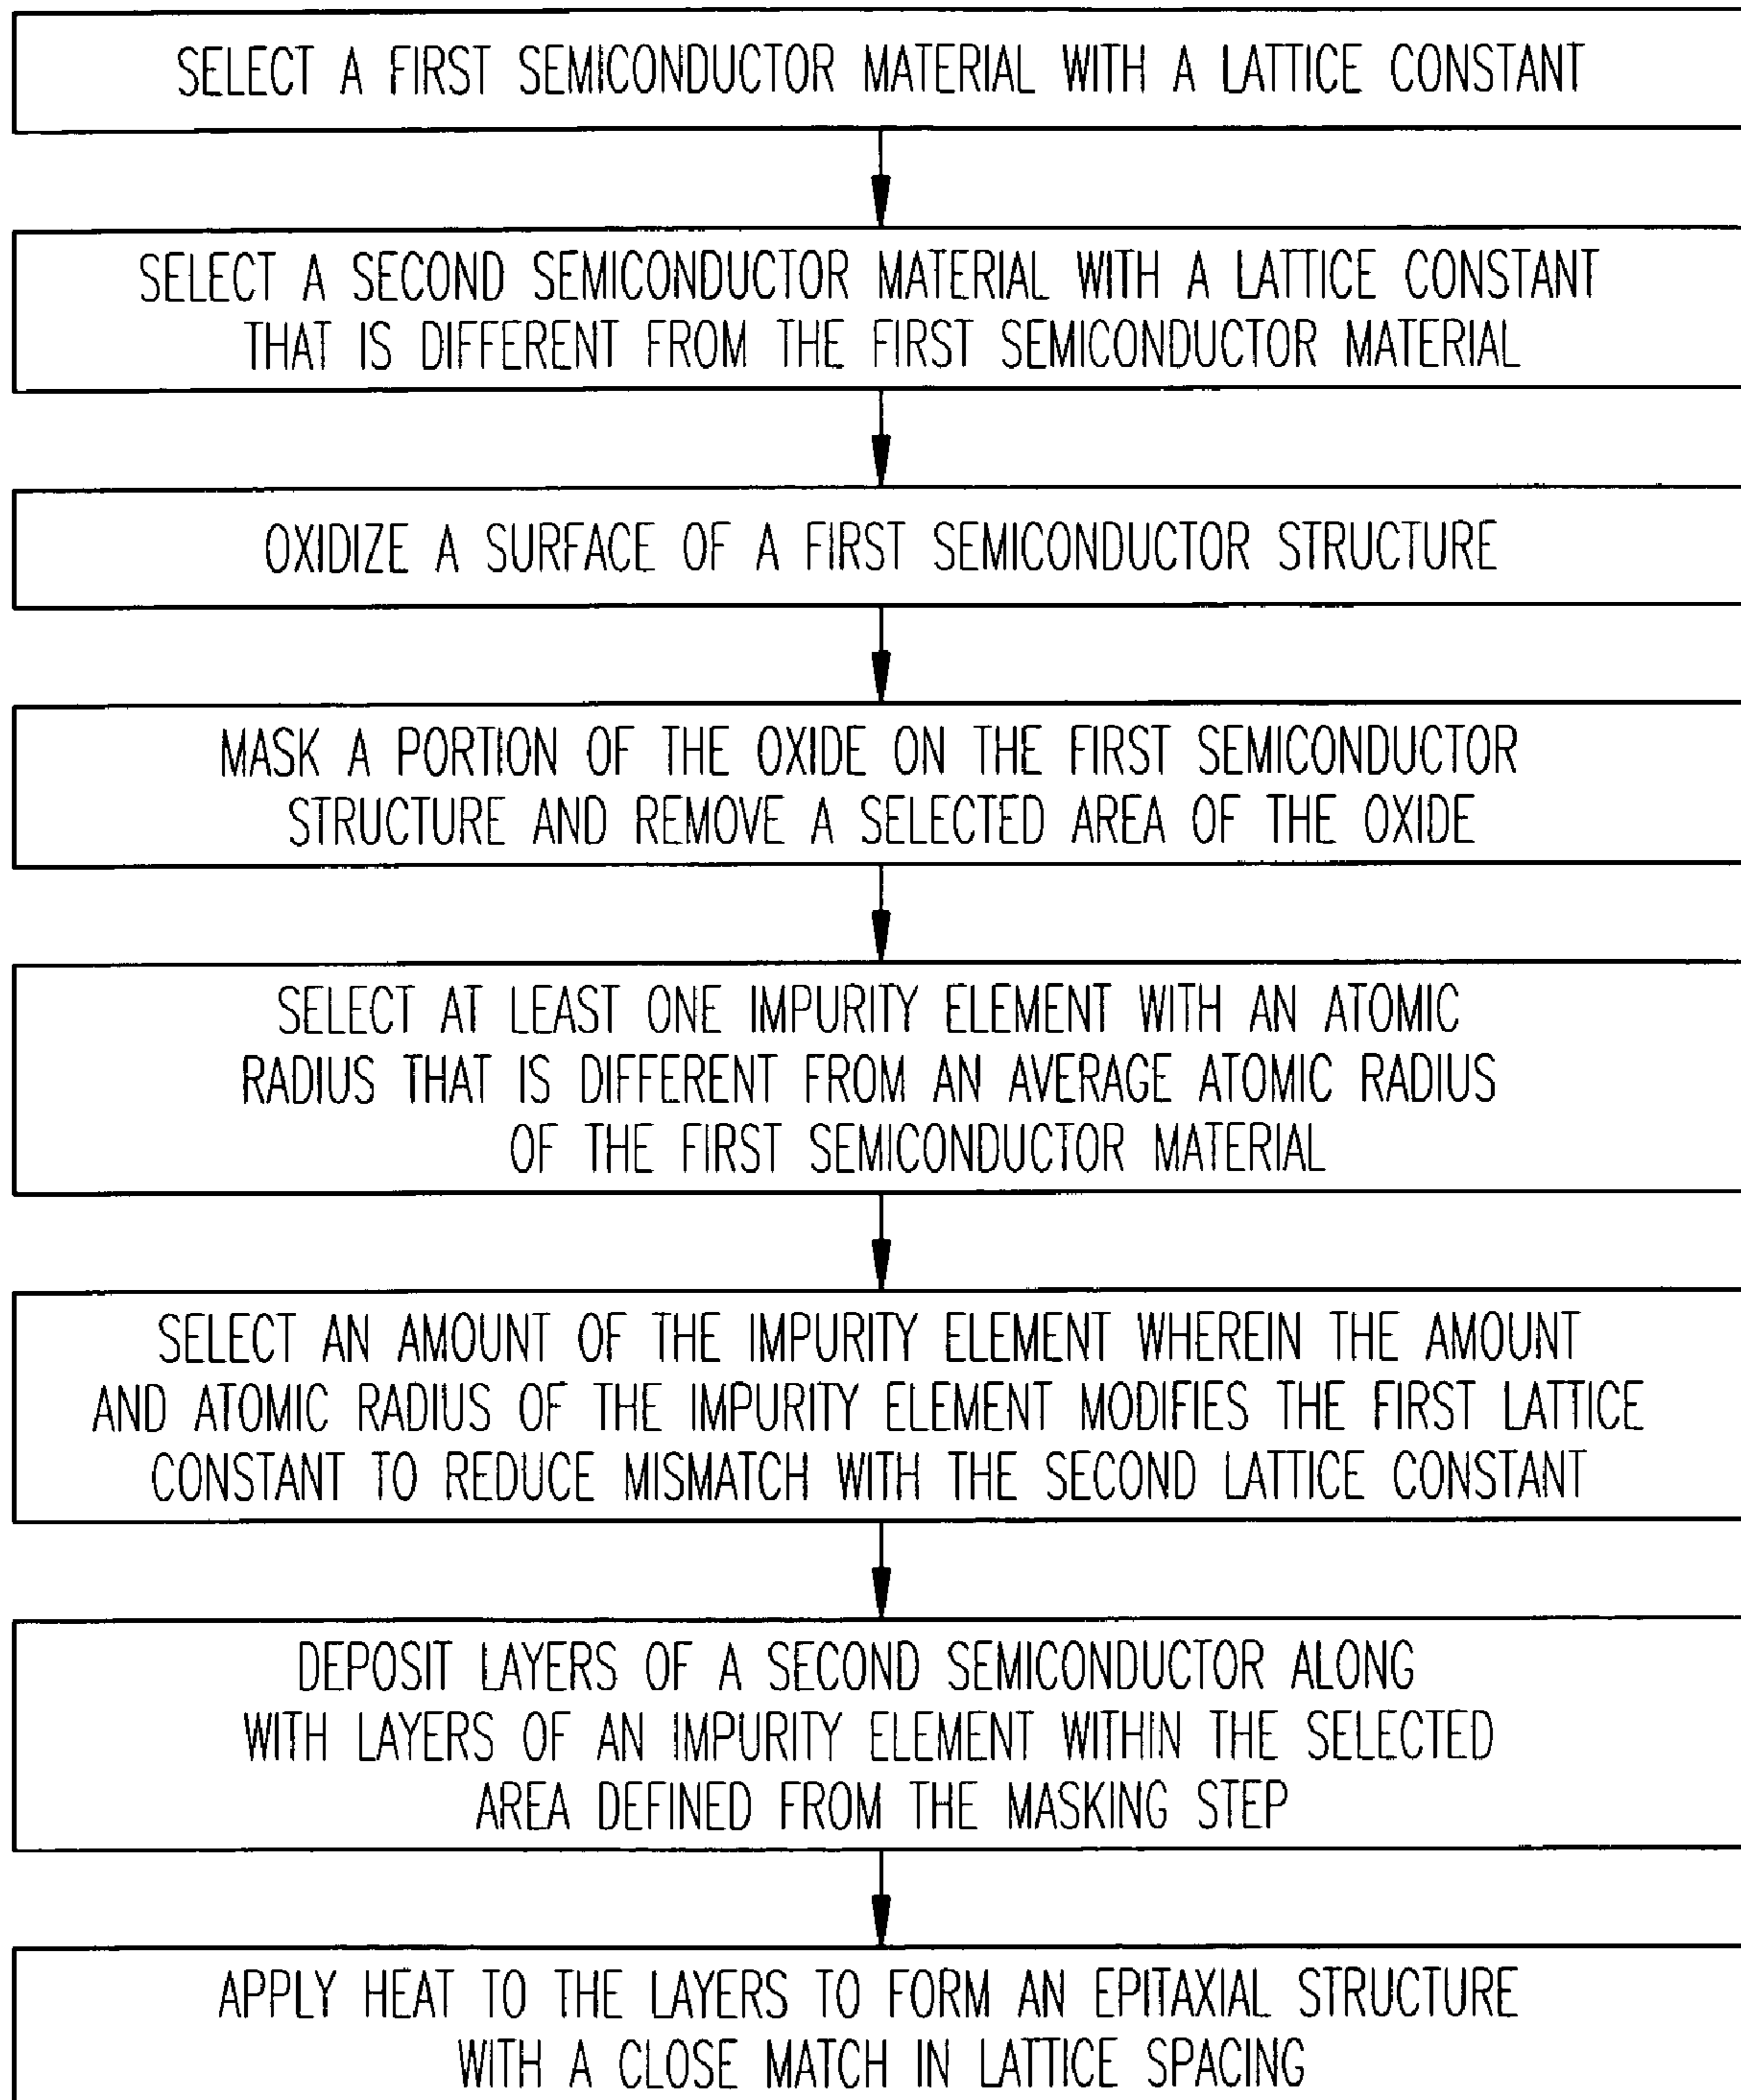 SELECT A FIRST SEMICONDUCTOR MATERIAL WITH A LATTICE CONSTANT
SELECT A SECOND SEMICONDUCTOR MATERIAL WITH A LATTICE CONSTANT
THAT IS DIFFERENT FROM THE FIRST SEMICONDUCTOR MATERIAL
OXIDIZE A SURFACE OF A FIRST SEMICONDUCTOR STRUCTURE
MASK A PORTION OF THE OXIDE ON THE FIRST SEMICONDUCTOR
STRUCTURE AND REMOVE A SELECTED AREA OF THE OXIDE
SELECT AT LEAST ONE IMPURITY ELEMENT WITH AN ATOMIC
RADIUS THAT IS DIFFERENT FROM AN AVERAGE ATOMIC RADIUS
OF THE FIRST SEMICONDUCTOR MATERIAL
SELECT AN AMOUNT OF THE IMPURITY ELEMENT WHEREIN THE AMOUNT
AND ATOMIC RADIUS OF THE IMPURITY ELEMENT MODIFIES THE FIRST LATTICE
CONSTANT TO REDUCE MISMATCH WITH THE SECOND LATTICE CONSTANT
DEPOSIT LAYERS OF A SECOND SEMICONDUCTOR ALONG
WITH LAYERS OF AN IMPURITY ELEMENT WITHIN THE SELECTED
AREA DEFINED FROM THE MASKING STEP
APPLY HEAT TO THE LAYERS TO FORM AN EPITAXIAL STRUCTURE
WITH A CLOSE MATCH IN LATTICE SPACING